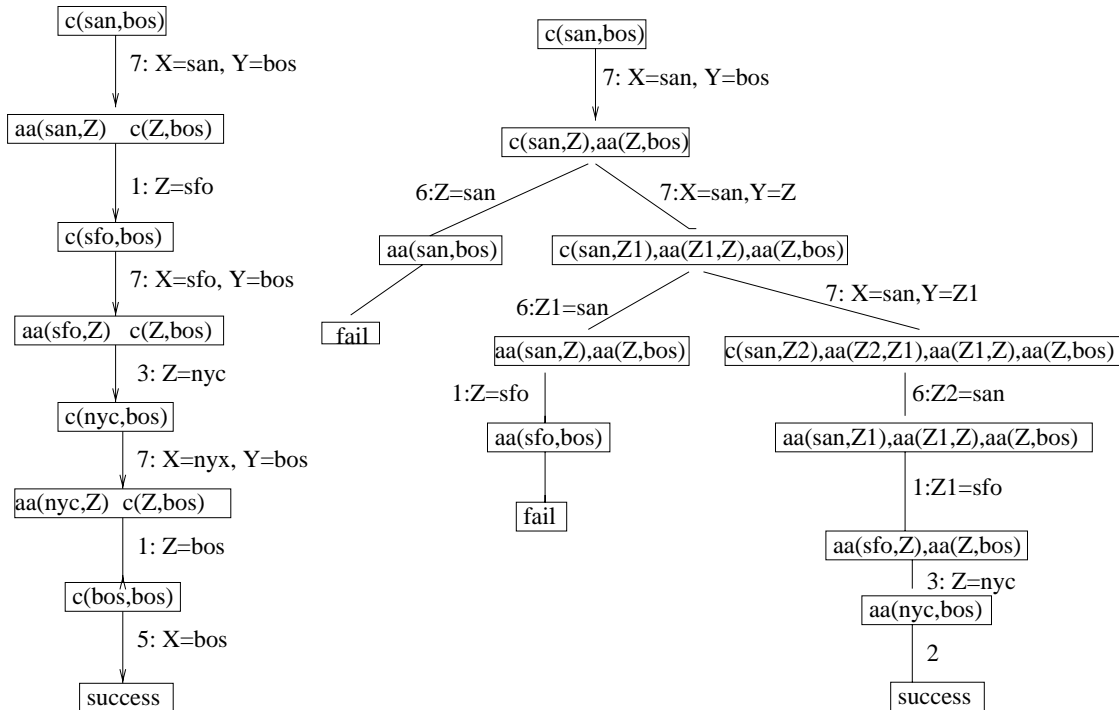 c(san,bos)
7: X=san, Y=bos
aa(san,Z) c(Z,bos)
1: Z=sfo
c(sfo,bos)
7: X=sfo, Y=bos
aa(sfo,Z) c(Z,bos)
3: Z=nyc
c(nyc,bos)
7: X=nyx, Y=bos
aa(nyc,Z) c(Z,bos)
1: Z=bos
c(bos,bos)
5: X=bos
success
c(san,bos)
7: X=san, Y=bos
c(san,Z),aa(Z,bos)
6:Z=san
7:X=san,Y=Z
aa(san,bos)
c(san,Z1),aa(Z1,Z),aa(Z,bos)
fail
6:Z1=san
7: X=san,Y=Z1
aa(san,Z),aa(Z,bos)
c(san,Z2),aa(Z2,Z1),aa(Z1,Z),aa(Z,bos)
1:Z=sfo
6:Z2=san
aa(sfo,bos)
aa(san,Z1),aa(Z1,Z),aa(Z,bos)
fail
1:Z1=sfo
aa(sfo,Z),aa(Z,bos)
3: Z=nyc
aa(nyc,bos)
2
success